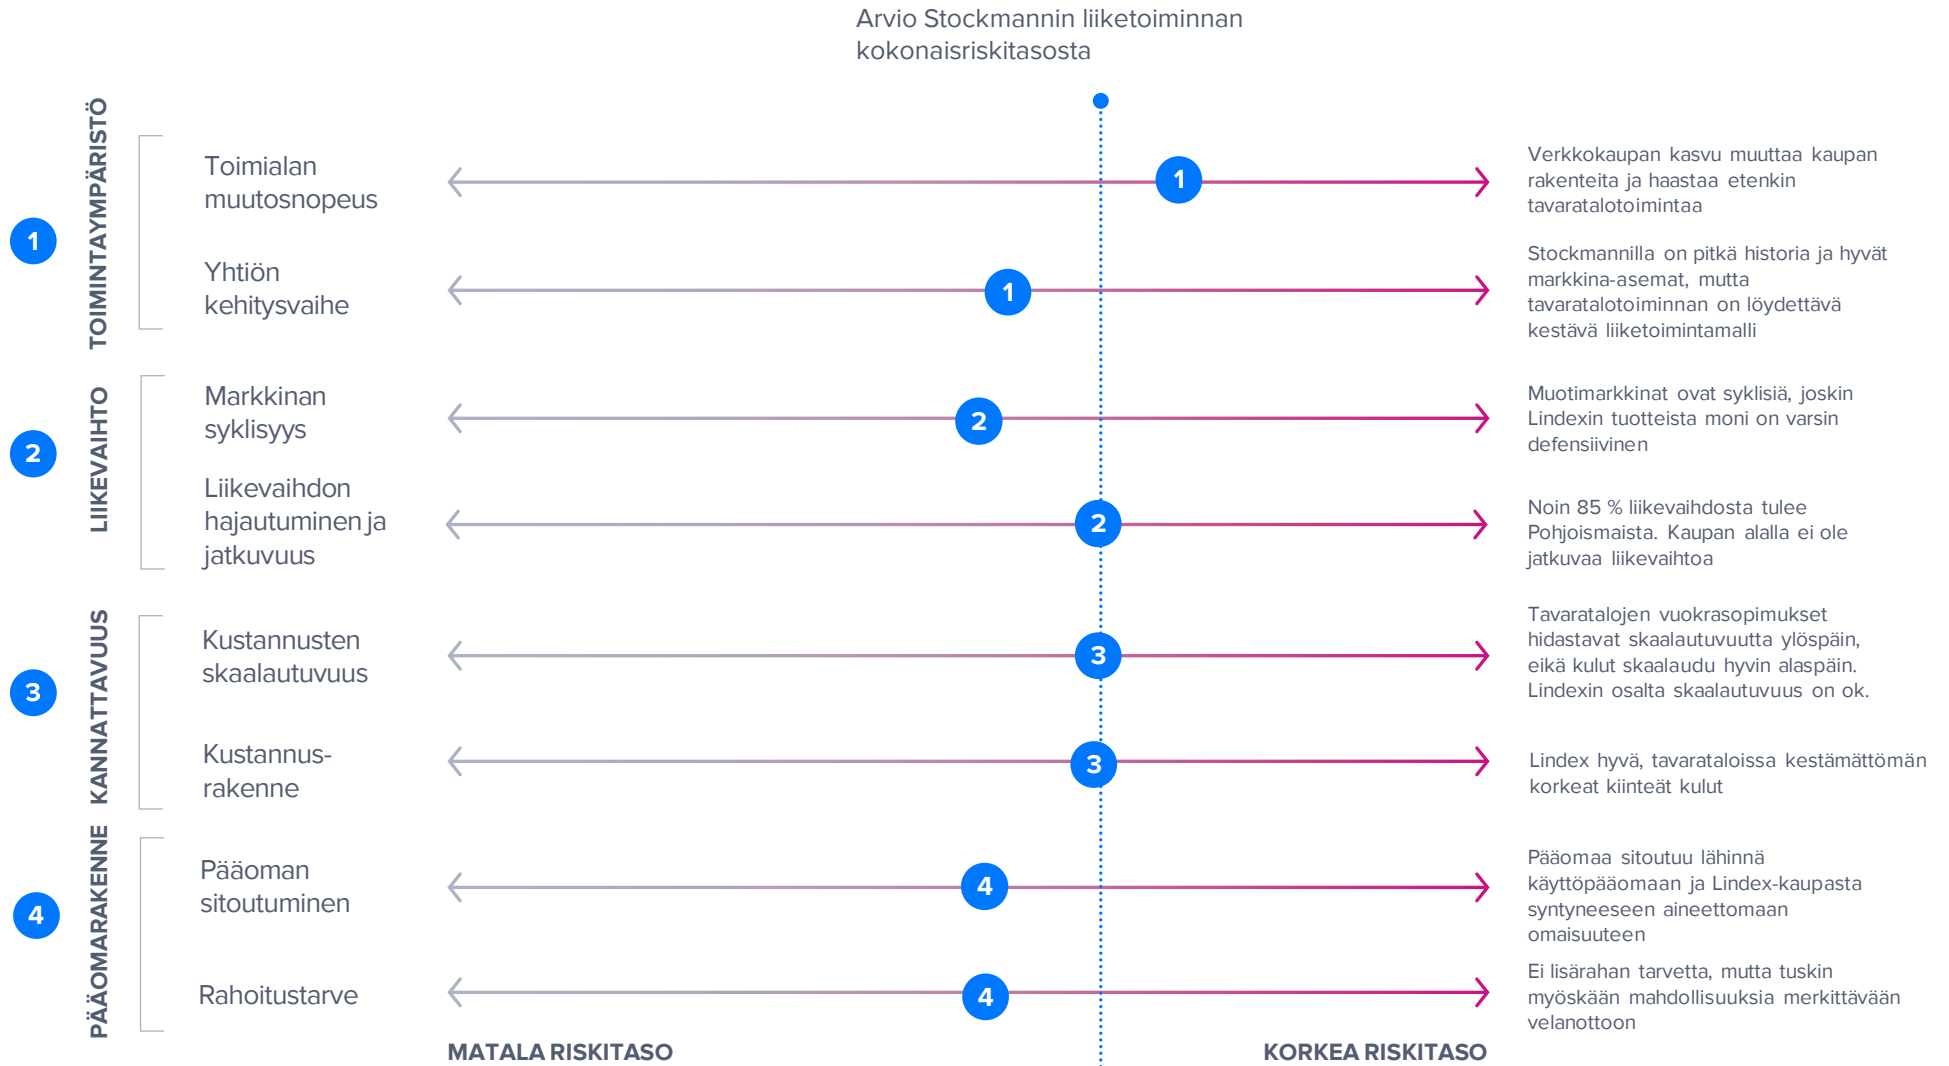 Arvio Stockmannin liiketoiminnan
kokonaisriskitasosta
1
TOIMINTAYMPÄRISTÖ
Toimialan
muutosnopeus
1
Verkkokaupan kasvu muuttaa kaupan
rakenteita ja haastaa etenkin
tavaratalotoimintaa
Yhtiön
kehitysvaihe
1
Stockmannilla on pitkä historia ja hyvät
markkina-asemat, mutta
tavaratalotoiminnan on löydettävä
kestävä liiketoimintamalli
2
LIIKEVAIHTO
Markkinan
syklisyys
2
Muotimarkkinat ovat syklisiä, joskin
Lindexin tuotteista moni on varsin
defensiivinen
Liikevaihdon
hajautuminen ja
jatkuvuus
2
Noin 85 % liikevaihdosta tulee
Pohjoismaista. Kaupan alalla ei ole
jatkuvaa liikevaihtoa
3
KANNATTAVUUS
Kustannusten
skaalautuvuus
3
Tavaratalojen vuokrasopimukset
hidastavat skaalautuvuutta ylöspäin,
eikä kulut skaalaudu hyvin alaspäin.
Lindexin osalta skaalautuvuus on ok.
Kustannus-
rakenne
3
Lindex hyvä, tavarataloissa kestämättömän
korkeat kiinteät kulut
4
PÄÄOMARAKENNE
Pääoman
sitoutuminen
4
Pääomaa sitoutuu lähinnä
käyttöpääomaan ja Lindex-kaupasta
syntyneeseen aineettomaan
omaisuuteen
Rahoitustarve
4
Ei lisärahan tarvetta, mutta tuskin
myöskään mahdollisuuksia merkittävään
velanottoon
MATALA RISKITASO
KORKEA RISKITASO